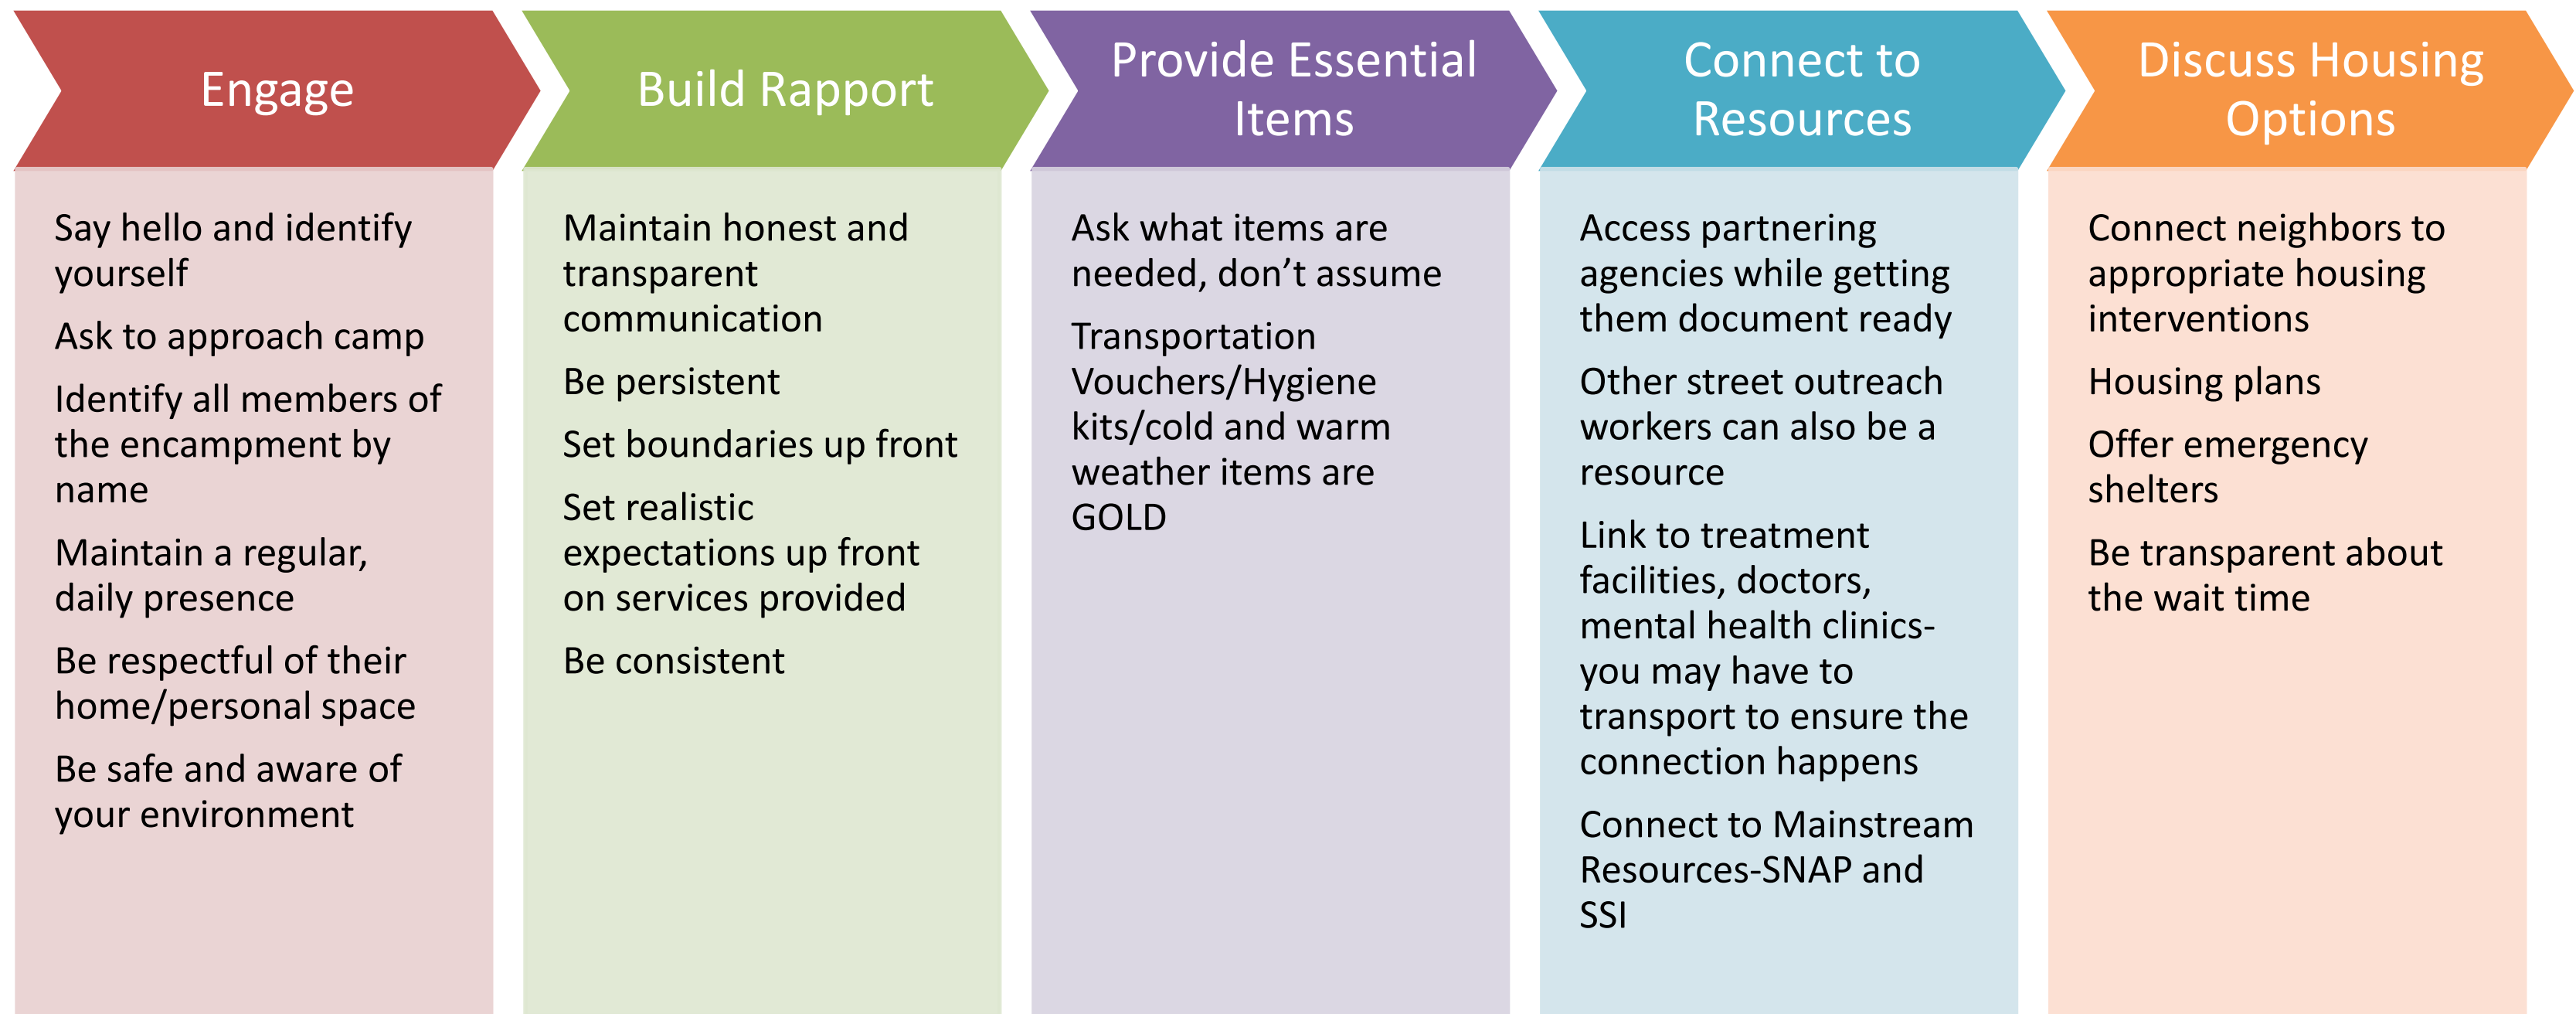 Engage
Say hello and identify
yourself
Ask to approach camp
Identify all members of
the encampment by
name
Maintain a regular,
daily presence
Be respectful of their
home/personal space
Be safe and aware of
your environment
Build Rapport
Maintain honest and
transparent
communication
Be persistent
Set boundaries up front
Set realistic
expectations up front
on services provided
Be consistent
Provide Essential
Items
Ask what items are
needed, don’t assume
Transportation
Vouchers/Hygiene
kits/cold and warm
weather items are
GOLD
Connect to
Resources
Access partnering
agencies while getting
them document ready
Other street outreach
workers can also be a
resource
Link to treatment
facilities, doctors,
mental health clinics-
you may have to
transport to ensure the
connection happens
Connect to Mainstream
Resources-SNAP and
SSI
Discuss Housing
Options
Connect neighbors to
appropriate housing
interventions
Housing plans
Offer emergency
shelters
Be transparent about
the wait time